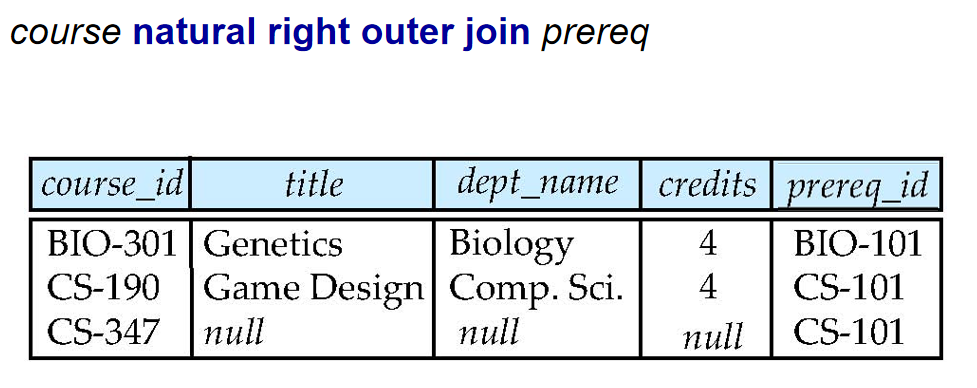 course natural right outer join prereq
course_id title dept_name credits prereq_id
BIO-301 Genetics Biology 4 BIO-101
CS-190 Game Design Comp. Sci. 4 CS-101
CS-347 null null null CS-101